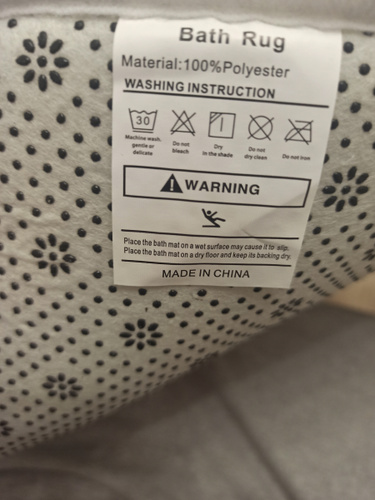 Bath Rug
Material:100%Polyester
WASHING INSTRUCTION
30
Machine wash. Do not Dry Do not Do not iron
gentle or bleach in the shade dry clean
delicate
WARNING
Place the bath mat on a wet surface may cause it to slip.
Place the bath mat on a dry floor and keep its backing dry.
MADE IN CHINA